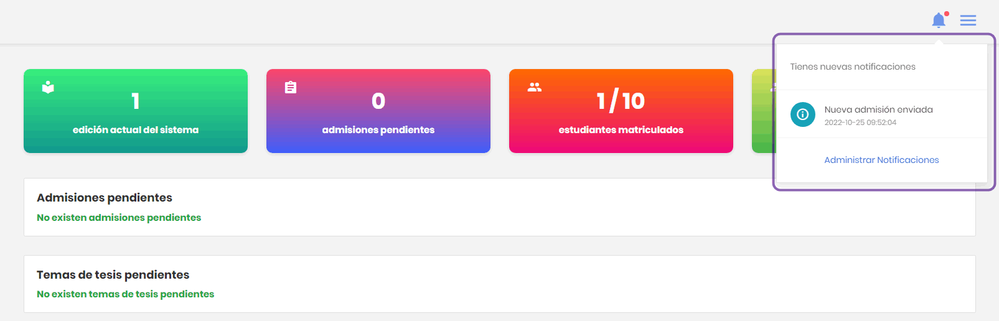 Tienes nuevas notificaciones
Nueva admisión enviada
2022-10-25 09:52:04
Administrar Notificaciones
1
edición actual del sistema
0
admisiones pendientes
1 / 10
estudiantes matriculados
Admisiones pendientes
No existen admisiones pendientes
Temas de tesis pendientes
No existen temas de tesis pendientes